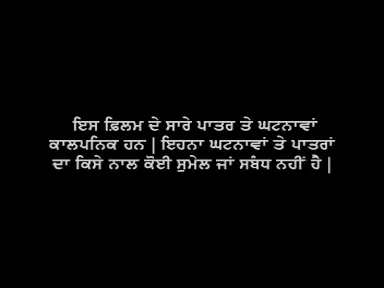 ਇਸ ਫ਼ਿਲਮ ਦੇ ਸਾਰੇ ਪਾਤਰ ਤੇ ਘਟਨਾਵਾਂ
ਕਾਲਪਨਿਕ ਹਨ | ਇਹਨਾ ਘਟਨਾਵਾਂ ਤੇ ਪਾਤਰਾਂ
ਦਾ ਕਿਸੇ ਨਾਲ ਕੋਈ ਸੁਮੇਲ ਜਾਂ ਸਬੰਧ ਨਹੀਂ ਹੈ |